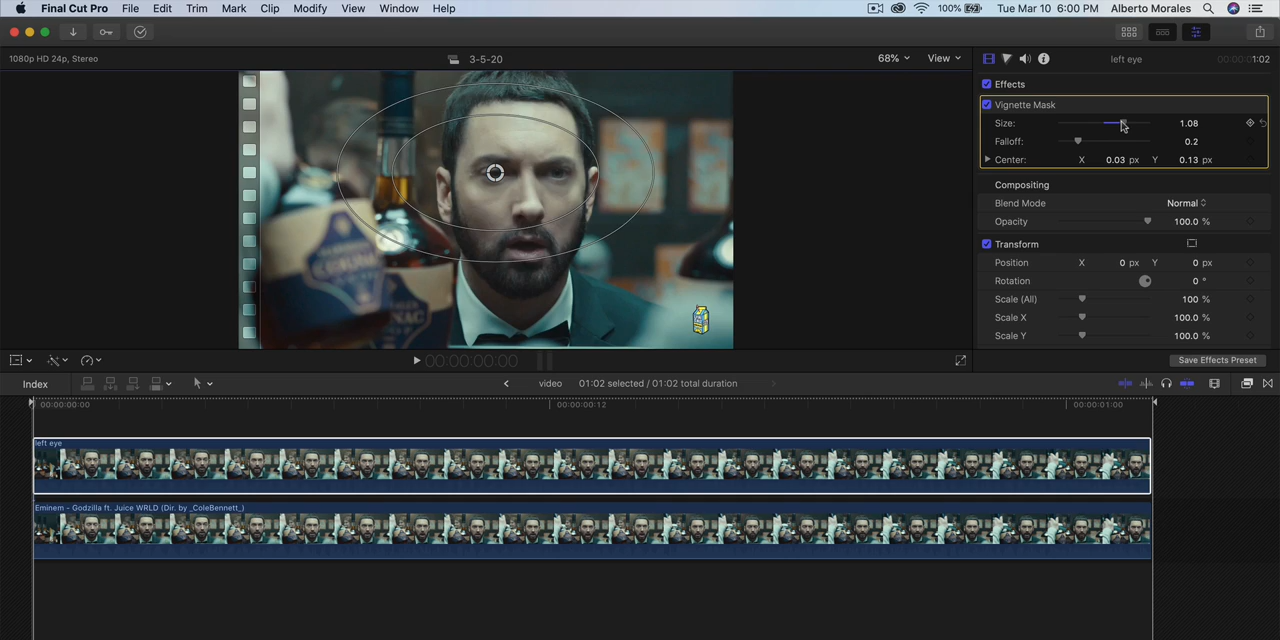 Final Cut Pro File Edit Trim Mark Clip Modify View Window Help 100% Tue Mar 10 6:00 PM Alberto Morales
1080p HD 24p, Stereo 3-5-20 68% View left eye 00:00:00:01:02
Effects
Vignette Mask
Size: 1.08
Falloff: 0.2
Center: X 0.03 px Y 0.13 px
Compositing
Blend Mode Normal
Opacity 100.0 %
Transform
Position X 0 px Y 0 px
Rotation 0 °
Scale (All) 100 %
Scale X 100.0 %
Scale Y 100.0 %
COGNAC
00:00:00:00 Save Effects Preset
Index video 01:02 selected / 01:02 total duration
00:00:00:00 00:00:00:12 00:00:01:00
left eye
Eminem - Godzilla ft. Juice WRLD (Dir. by _ColeBennett_)